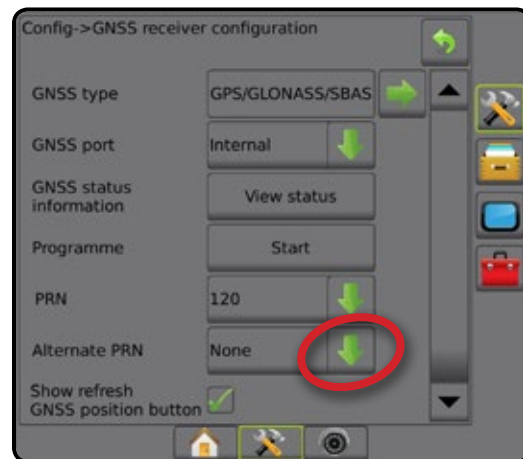 Config->GNSS receiver configuration
GNSS type GPS/GLONASS/SBAS
GNSS port Internal
GNSS status
information View status
Programme Start
PRN 120
Alternate PRN None
Show refresh
GNSS position button